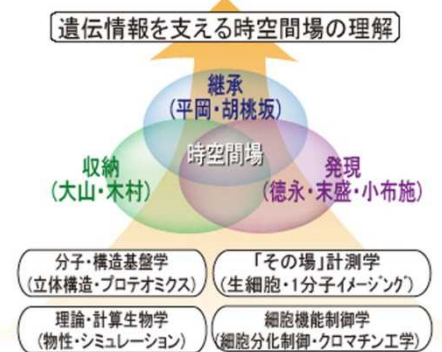 遺伝情報を支える時空間場の理解
継承
(平岡・胡桃坂)
時空間場
収納
(大山・木村)
発現
(徳永・末盛・小布施)
分子・構造基盤学
(立体構造・プロテオミクス)
「その場」計測学
(生細胞・1分子イメージング)
理論・計算生物学
(物性・シミュレーション)
細胞機能制御学
(細胞分化制御・クロマチン工学)